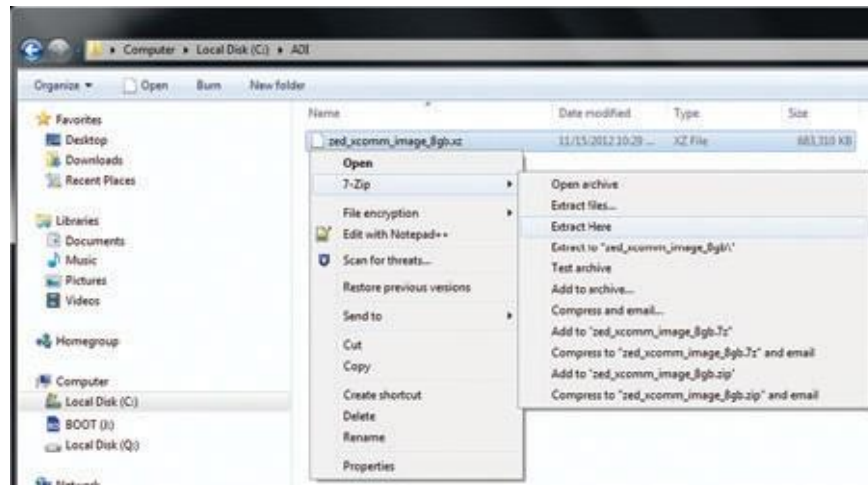 Computer ▸ Local Disk (C:) ▸ ADI
Organize Open Burn New folder
Favorites
Desktop
Downloads
Recent Places
Libraries
Documents
Music
Pictures
Videos
Homegroup
Computer
Local Disk (C:)
BOOT (I:)
Local Disk (Q:)
Network
Name Date modified Type Size
zed_xcomm_image_8gb.xz 11/15/2012 10:29 ... XZ File 683,310 KB
Open
7-Zip
File encryption
Edit with Notepad++
Scan for threats...
Restore previous versions
Send to
Cut
Copy
Create shortcut
Delete
Rename
Properties
Open archive
Extract files...
Extract Here
Extract to "zed_xcomm_image_8gb\"
Test archive
Add to archive...
Compress and email...
Add to "zed_xcomm_image_8gb.7z"
Compress to "zed_xcomm_image_8gb.7z" and email
Add to "zed_xcomm_image_8gb.zip"
Compress to "zed_xcomm_image_8gb.zip" and email